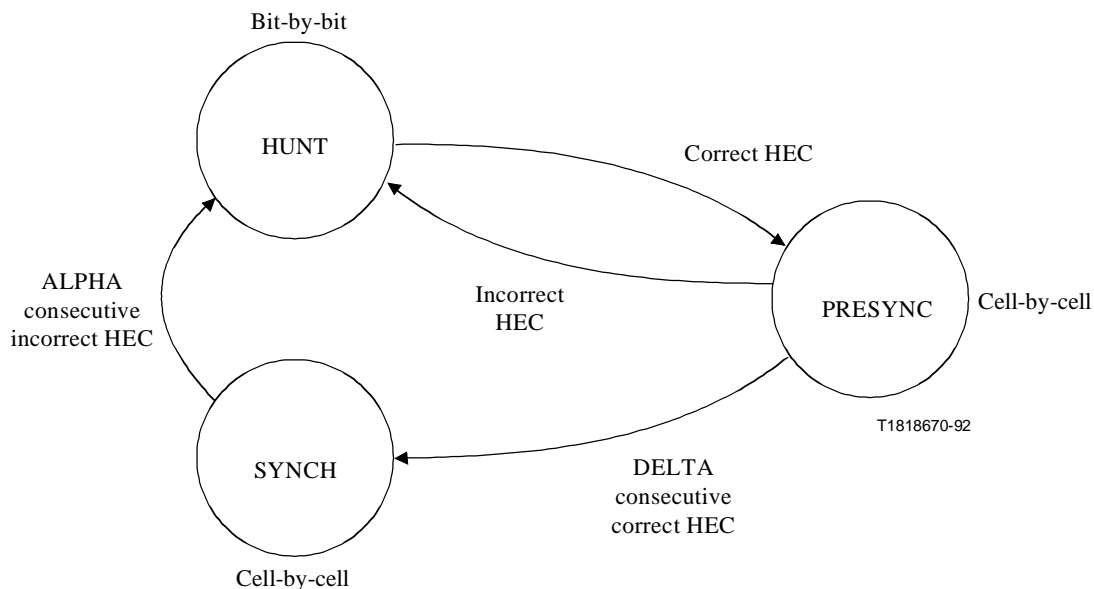 Bit-by-bit
HUNT
Correct HEC
ALPHA
consecutive
incorrect HEC
Incorrect
HEC
PRESYNC
Cell-by-cell
T1818670-92
SYNCH
DELTA
consecutive
correct HEC
Cell-by-cell